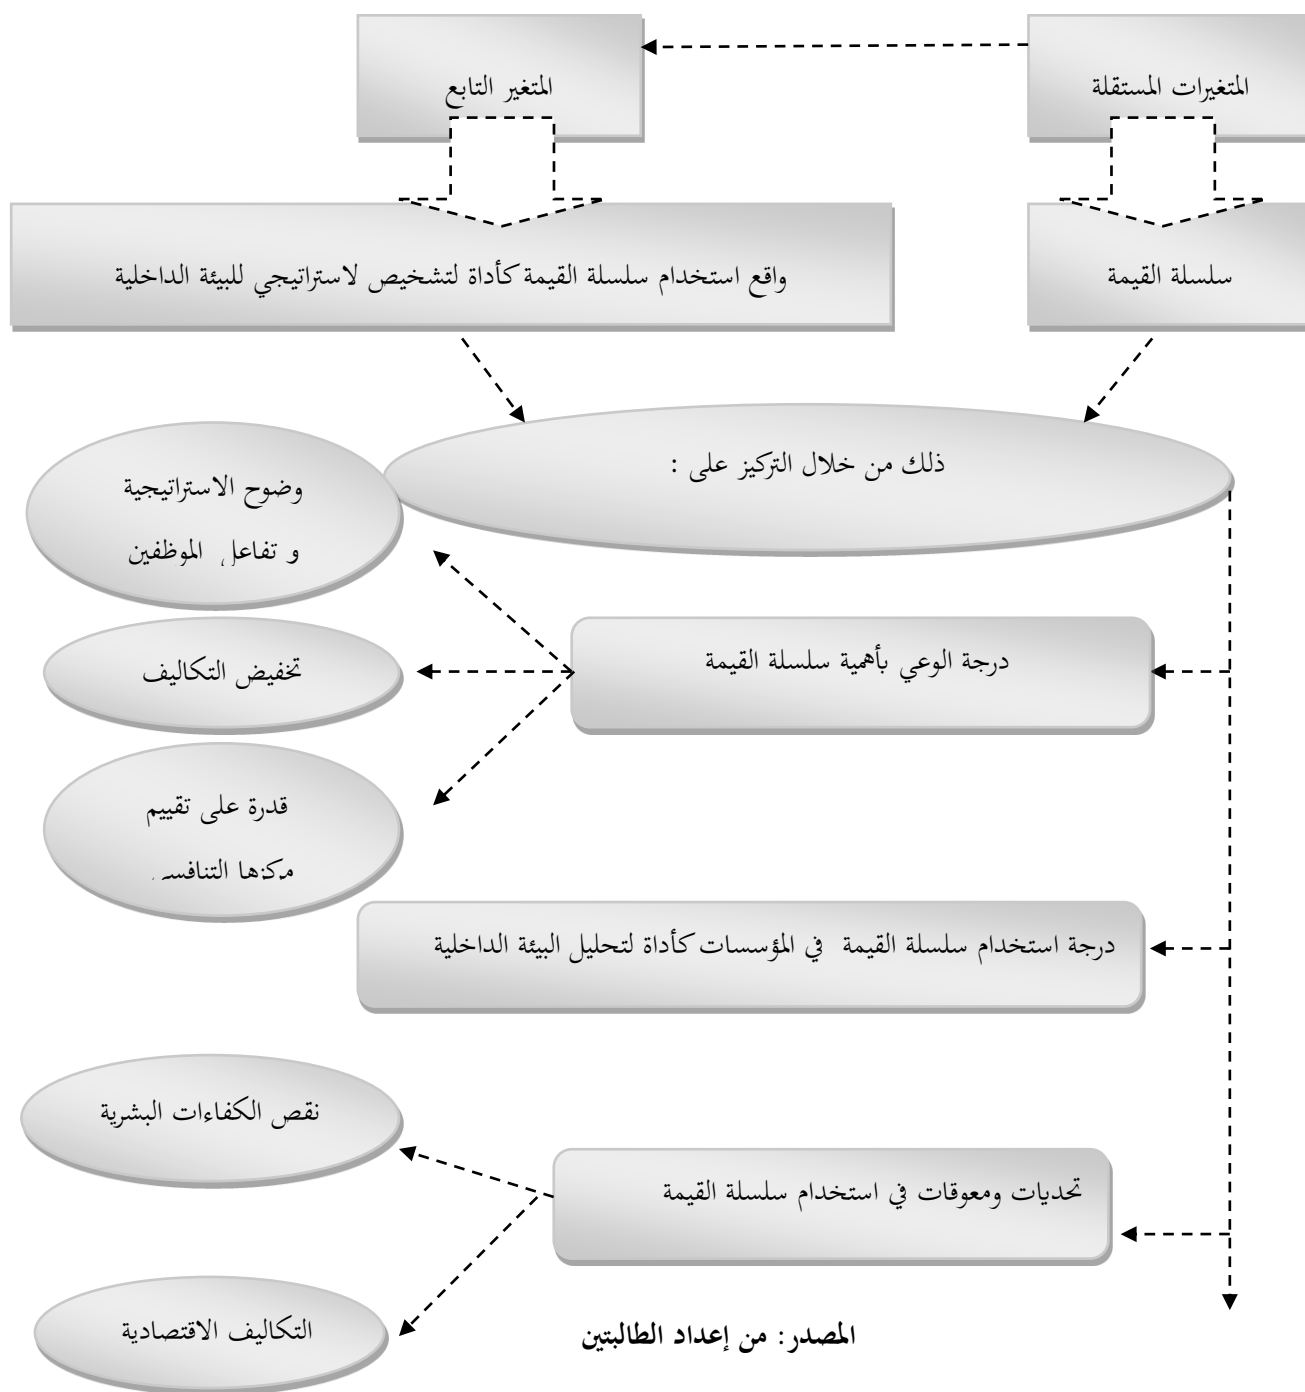 المتغيرات المستقلة
المتغير التابع
سلسلة القيمة
واقع استخدام سلسلة القيمة كأداة لتشخيص لاستراتيجي للبيئة الداخلية
ذلك من خلال التركيز على :
وضوح الاستراتيجية
و تفاعل الموظفين
درجة الوعي بأهمية سلسلة القيمة
تخفيض التكاليف
قدرة على تقييم
مركزها التنافسي
درجة استخدام سلسلة القيمة في المؤسسات كأداة لتحليل البيئة الداخلية
نقص الكفاءات البشرية
تحديات ومعوقات في استخدام سلسلة القيمة
التكاليف الاقتصادية
المصدر: من إعداد الطالبتين